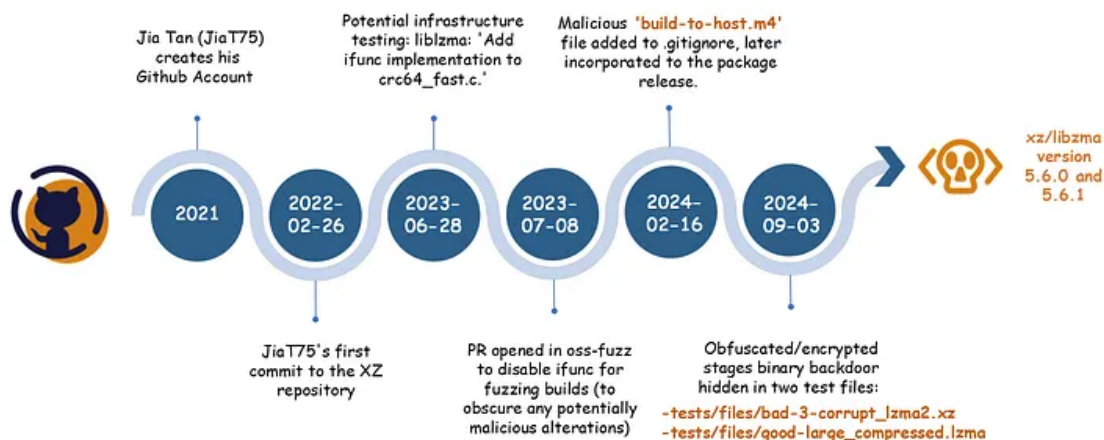 Jia Tan (JiaT75)
creates his
Github Account
Potential infrastructure
testing: liblzma: 'Add
ifunc implementation to
crc64_fast.c.'
Malicious 'build-to-host.m4'
file added to .gitignore, later
incorporated to the package
release.
2021
2022-
02-26
2023-
06-28
2023-
07-08
2024-
02-16
2024-
09-03
xz/libzma
version
5.6.0 and
5.6.1
JiaT75's first
commit to the XZ
repository
PR opened in oss-fuzz
to disable ifunc for
fuzzing builds (to
obscure any potentially
malicious alterations)
Obfuscated/encrypted
stages binary backdoor
hidden in two test files:
-tests/files/bad-3-corrupt_lzma2.xz
-tests/files/good-large_compressed.lzma